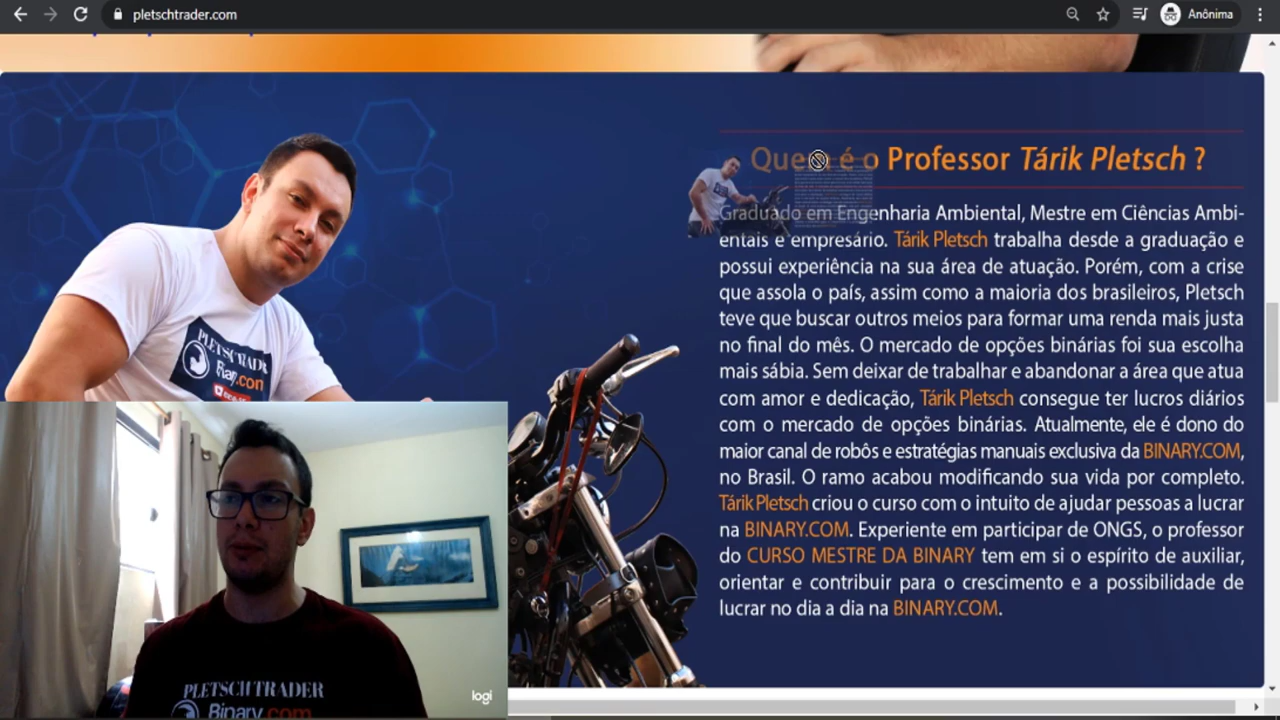 pletschtrader.com
Anônima
Quem é o Professor Tárik Pletsch ?
Graduado em Engenharia Ambiental, Mestre em Ciências Ambi-
entais e empresário. Tárik Pletsch trabalha desde a graduação e
possui experiência na sua área de atuação. Porém, com a crise
que assola o país, assim como a maioria dos brasileiros, Pletsch
teve que buscar outros meios para formar uma renda mais justa
no final do mês. O mercado de opções binárias foi sua escolha
mais sábia. Sem deixar de trabalhar e abandonar a área que atua
com amor e dedicação, Tárik Pletsch consegue ter lucros diários
com o mercado de opções binárias. Atualmente, ele é dono do
maior canal de robôs e estratégias manuais exclusiva da BINARY.COM,
no Brasil. O ramo acabou modificando sua vida por completo.
Tárik Pletsch criou o curso com o intuito de ajudar pessoas a lucrar
na BINARY.COM. Experiente em participar de ONGS, o professor
do CURSO MESTRE DA BINARY tem em si o espírito de auxiliar,
orientar e contribuir para o crescimento e a possibilidade de
lucrar no dia a dia na BINARY.COM.
PLETSCHTRADER
Binary.com
logi
PLETSCHTRADER
Binary.com